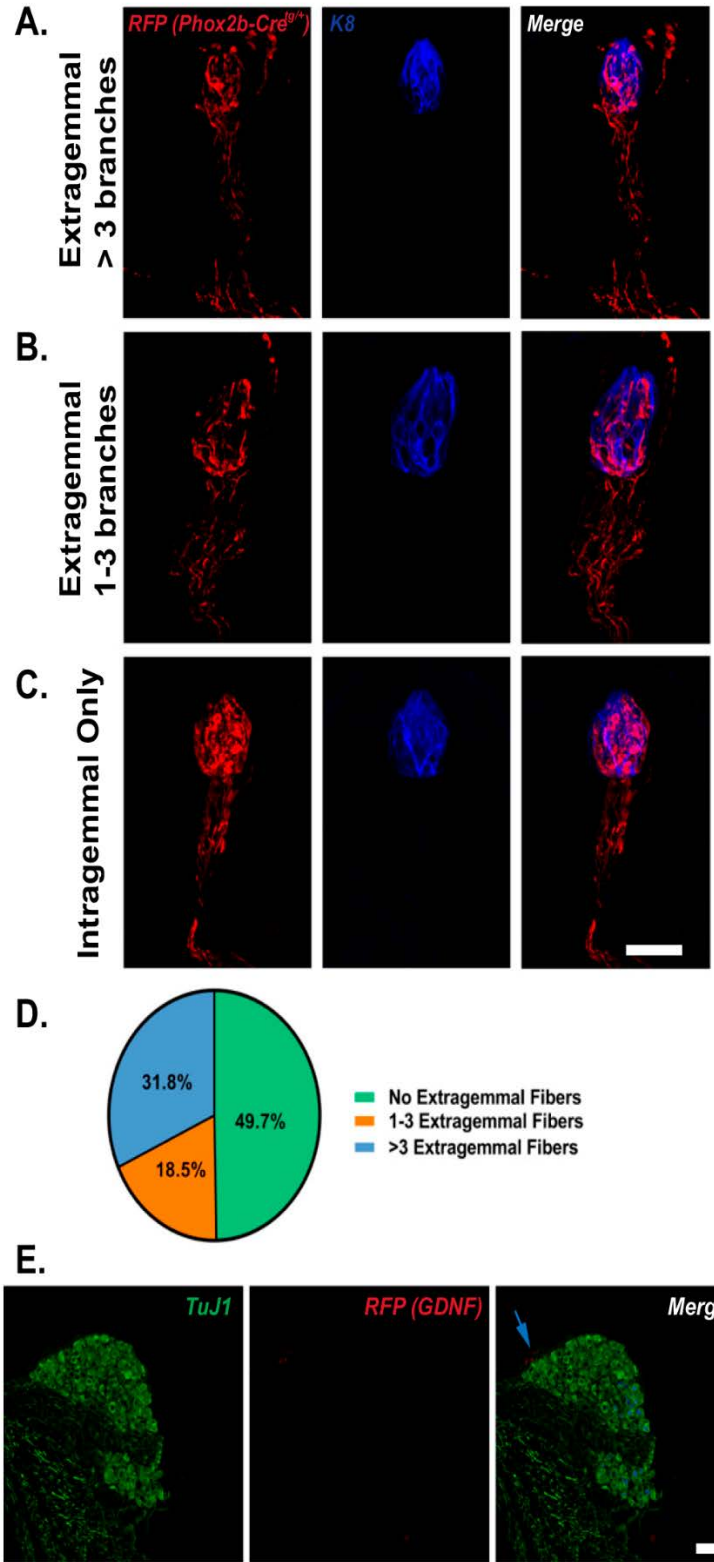 A.
RFP (Phox2b-Cre^tg/+)
K8
Merge
Extragemmal
> 3 branches
B.
Extragemmal
1-3 branches
C.
Intragemmal Only
D.
31.8%
49.7%
18.5%
No Extragemmal Fibers
1-3 Extragemmal Fibers
>3 Extragemmal Fibers
E.
TuJ1
RFP (GDNF)
Merg